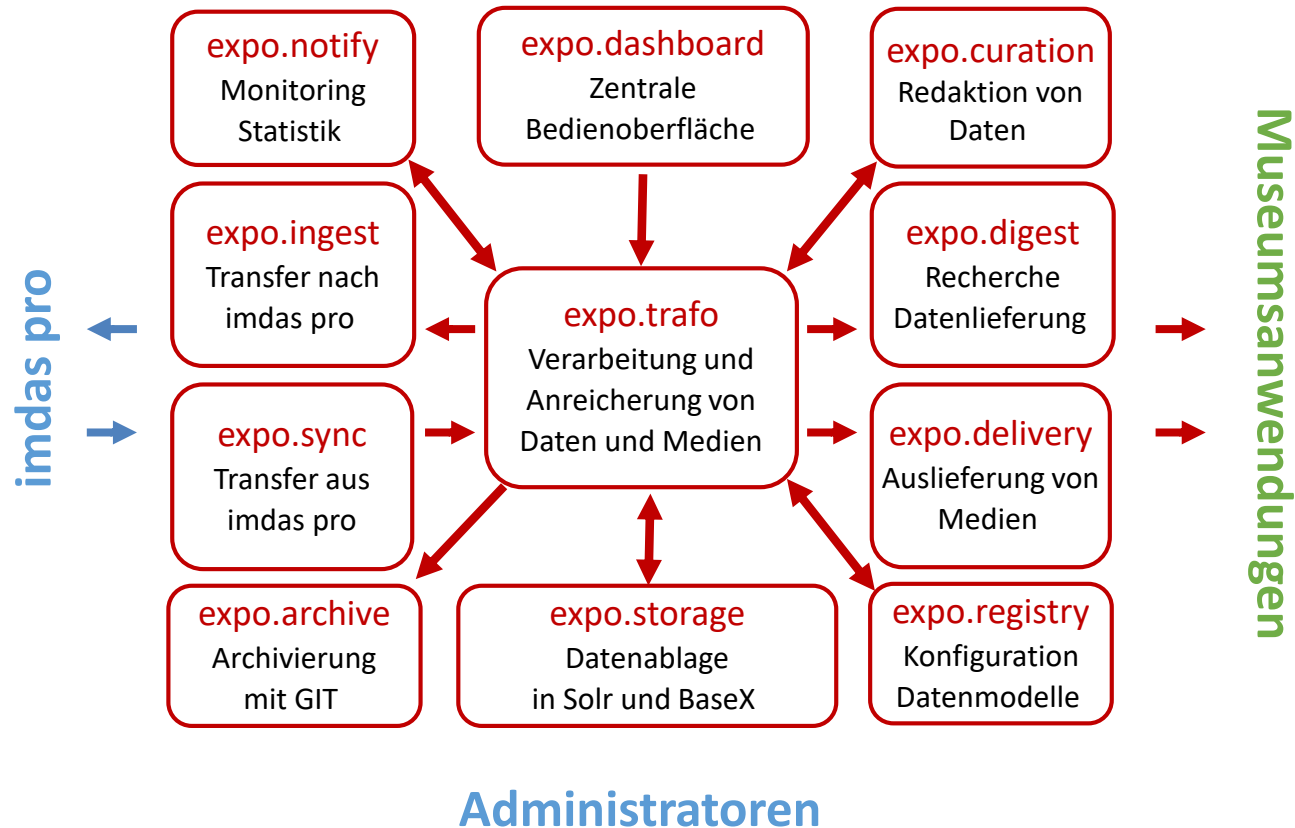 expo.notify
Monitoring
Statistik
expo.dashboard
Zentrale
Bedienoberfläche
expo.curation
Redaktion von
Daten
expo.ingest
Transfer nach
imdas pro
expo.trafo
Verarbeitung und
Anreicherung von
Daten und Medien
expo.digest
Recherche
Datenlieferung
expo.sync
Transfer aus
imdas pro
expo.delivery
Auslieferung von
Medien
expo.archive
Archivierung
mit GIT
expo.storage
Datenablage
in Solr und BaseX
expo.registry
Konfiguration
Datenmodelle
imdas pro
Museumsanwendungen
Administratoren